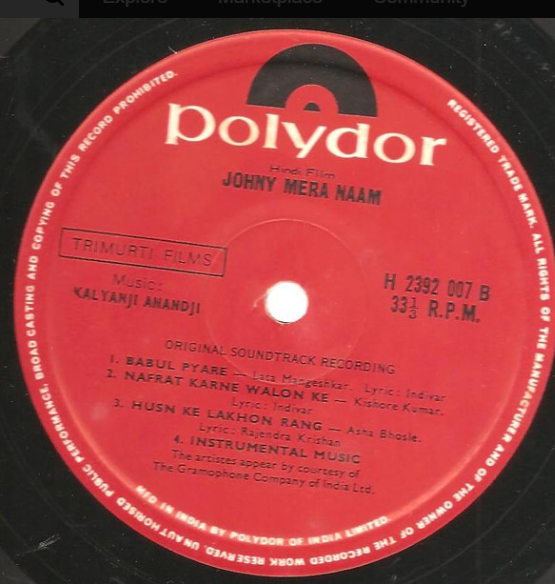 Explore Marketplace Community
polydor
Hindi Film
JOHNY MERA NAAM
TRIMURTI FILMS
Music:
KALYANJI ANANDJI
H 2392 007 B
33⅓ R.P.M.
ORIGINAL SOUNDTRACK RECORDING
1. BABUL PYARE — Lata Mangeshkar. Lyric: Indivar
2. NAFRAT KARNE WALON KE — Kishore Kumar.
Lyric: Indivar
3. HUSN KE LAKHON RANG — Asha Bhosle.
Lyric: Rajendra Krishan
4. INSTRUMENTAL MUSIC
The artistes appear by courtesy of
The Gramophone Company of India Ltd.
REGISTERED TRADE MARK. ALL RIGHTS OF THE MANUFACTURER AND OF THE OWNER OF THE RECORDED WORK RESERVED. UNAUTHORISED PUBLIC PERFORMANCE, BROADCASTING AND COPYING OF THIS RECORD PROHIBITED.
MADE IN INDIA BY POLYDOR OF INDIA LIMITED.